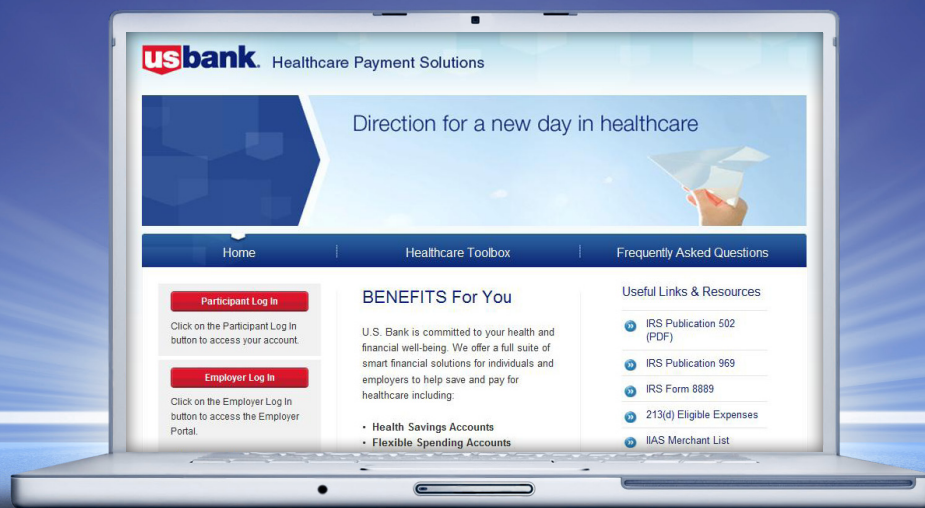 usbank. Healthcare Payment Solutions
Direction for a new day in healthcare
Home
Healthcare Toolbox
Frequently Asked Questions
Participant Log In
Click on the Participant Log In
button to access your account.
Employer Log In
Click on the Employer Log In
button to access the Employer
Portal.
BENEFITS For You
U.S. Bank is committed to your health and
financial well-being. We offer a full suite of
smart financial solutions for individuals and
employers to help save and pay for
healthcare including:
• Health Savings Accounts
• Flexible Spending Accounts
Useful Links & Resources
IRS Publication 502
(PDF)
IRS Publication 969
IRS Form 8889
213(d) Eligible Expenses
IIAS Merchant List